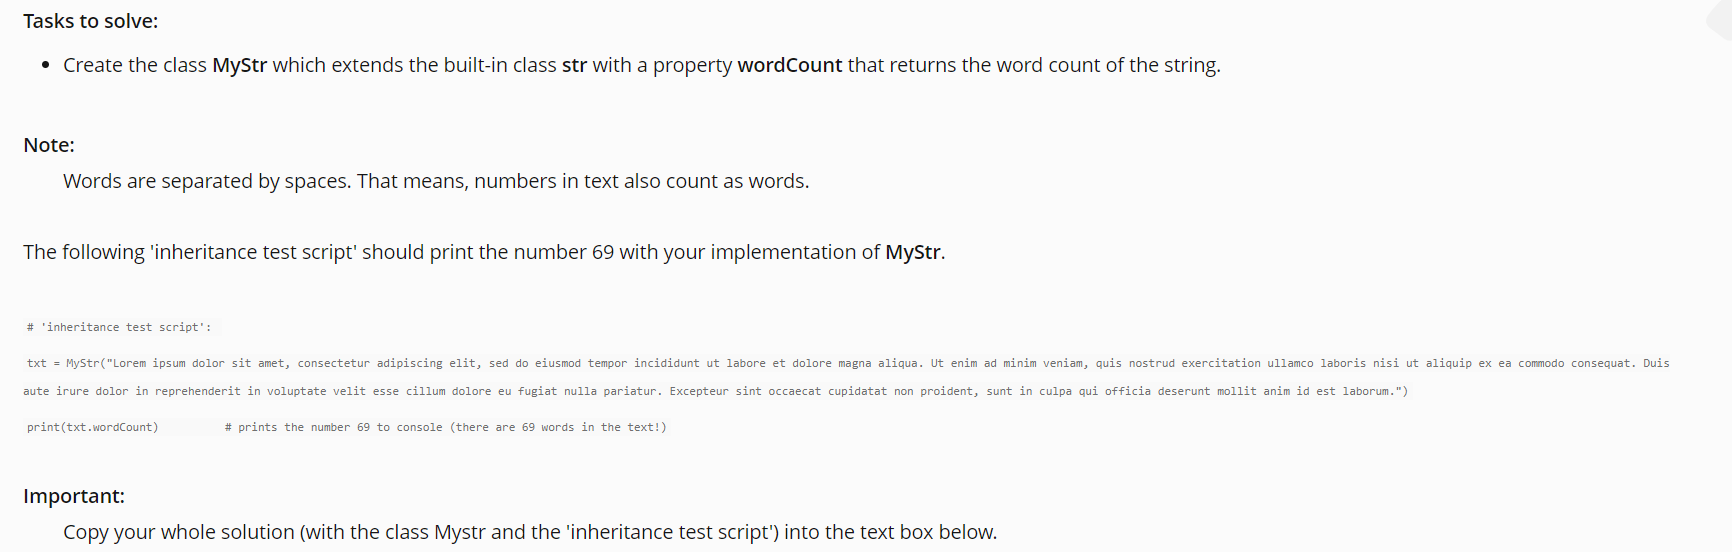 Tasks to solve:
• Create the class MyStr which extends the built-in class str with a property wordCount that returns the word count of the string.
Note:
Words are separated by spaces. That means, numbers in text also count as words.
The following 'inheritance test script' should print the number 69 with your implementation of MyStr.
# 'inheritance test script':
txt = MyStr("Lorem ipsum dolor sit amet, consectetur adipiscing elit, sed do eiusmod tempor incididunt ut labore et dolore magna aliqua. Ut enim ad minim veniam, quis nostrud exercitation ullamco laboris nisi ut aliquip ex ea commodo consequat. Duis
aute irure dolor in reprehenderit in voluptate velit esse cillum dolore eu fugiat nulla pariatur. Excepteur sint occaecat cupidatat non proident, sunt in culpa qui officia deserunt mollit anim id est laborum.")
print(txt.wordCount) # prints the number 69 to console (there are 69 words in the text!)
Important:
Copy your whole solution (with the class Mystr and the 'inheritance test script') into the text box below.